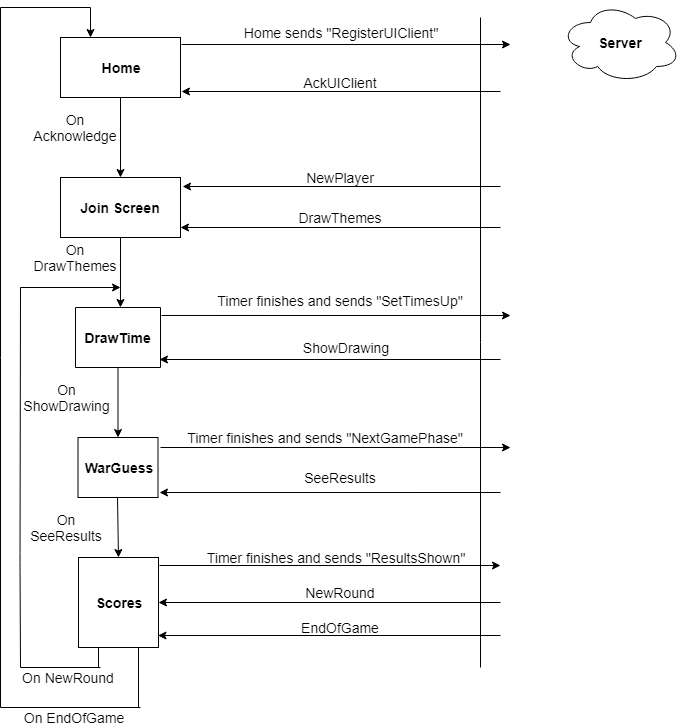 Home sends "RegisterUIClient"
Server
Home
AckUIClient
On
Acknowledge
NewPlayer
Join Screen
DrawThemes
On
DrawThemes
Timer finishes and sends "SetTimesUp"
DrawTime
ShowDrawing
On
ShowDrawing
Timer finishes and sends "NextGamePhase"
WarGuess
SeeResults
On
SeeResults
Timer finishes and sends "ResultsShown"
NewRound
Scores
EndOfGame
On NewRound
On EndOfGame